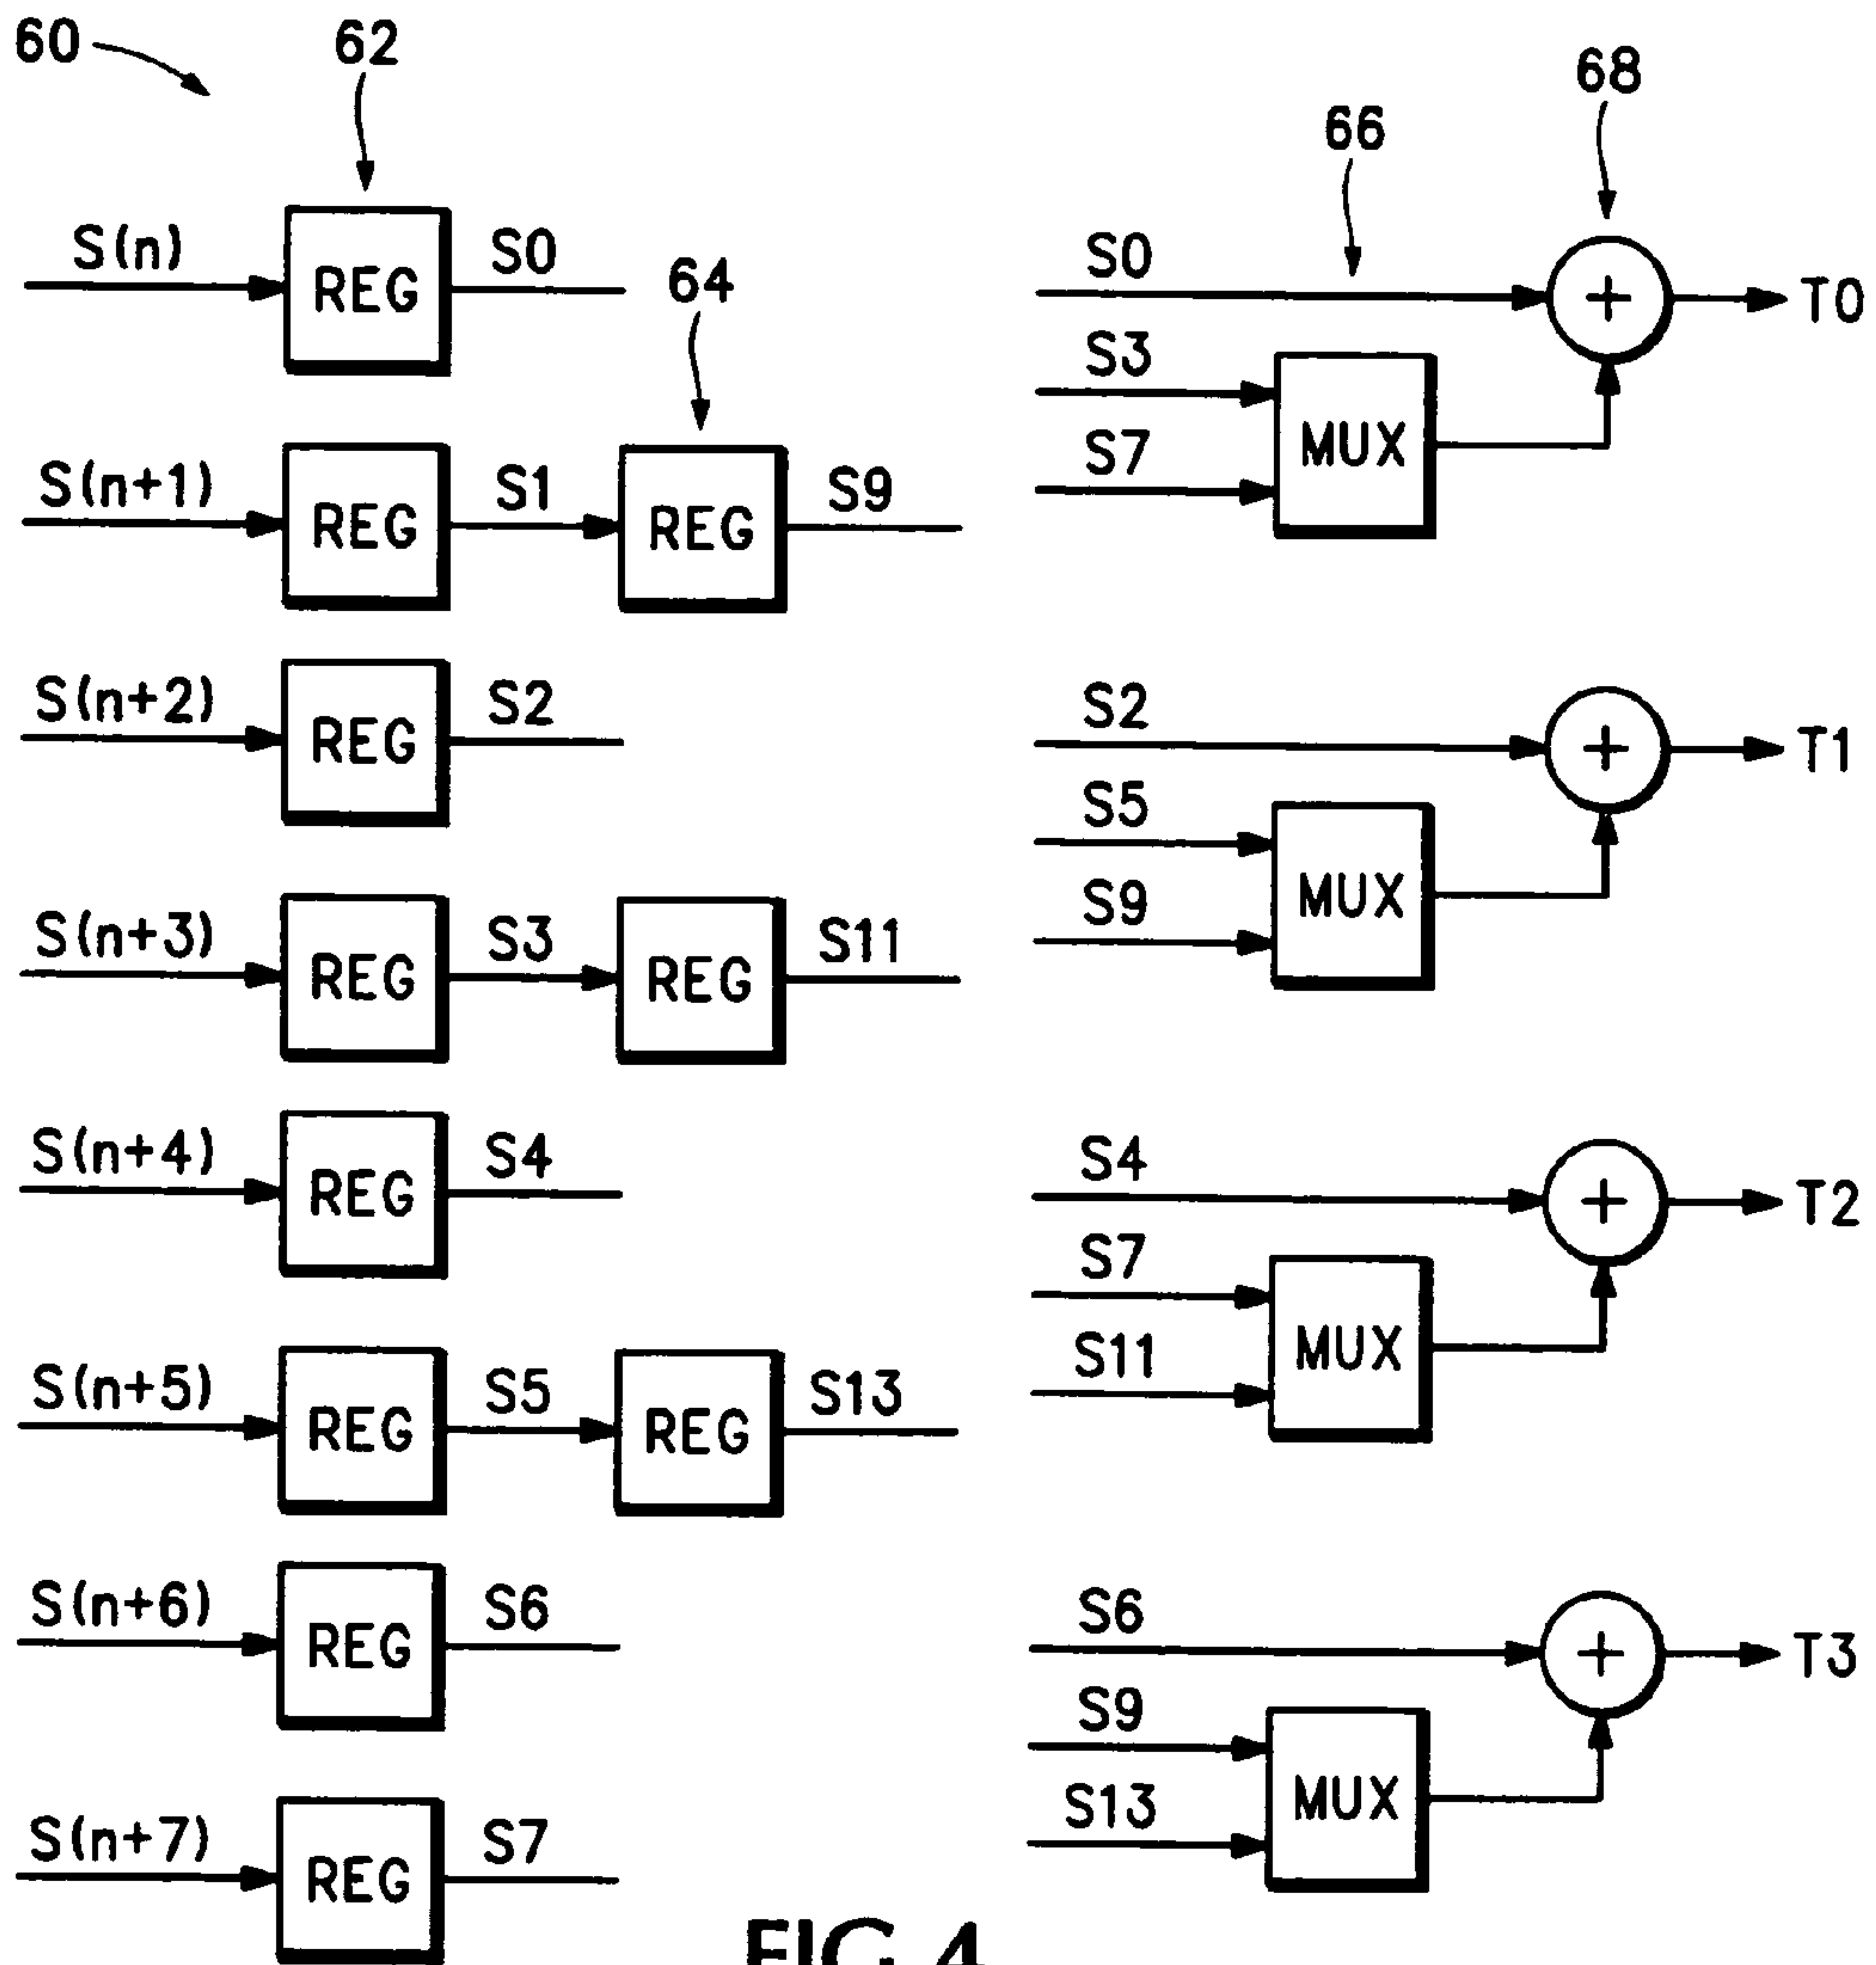 60
62
68
66
S(n)
REG
S0
64
S0
+
T0
S3
MUX
S7
S(n+1)
REG
S1
REG
S9
S(n+2)
REG
S2
S2
+
T1
S5
MUX
S9
S(n+3)
REG
S3
REG
S11
S(n+4)
REG
S4
S4
+
T2
S7
MUX
S11
S(n+5)
REG
S5
REG
S13
S(n+6)
REG
S6
S6
+
T3
S9
MUX
S13
S(n+7)
REG
S7
FIG. 4